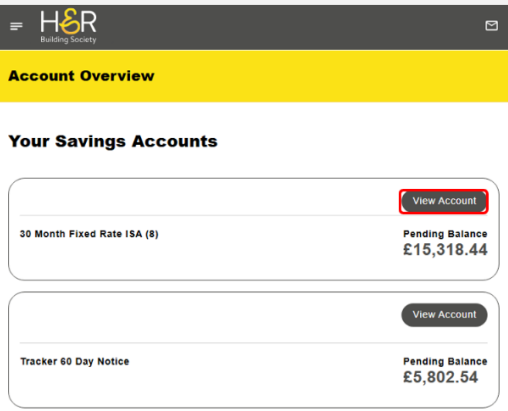 H&R
Building Society
Account Overview
Your Savings Accounts
View Account
30 Month Fixed Rate ISA (8)
Pending Balance
£15,318.44
View Account
Tracker 60 Day Notice
Pending Balance
£5,802.54